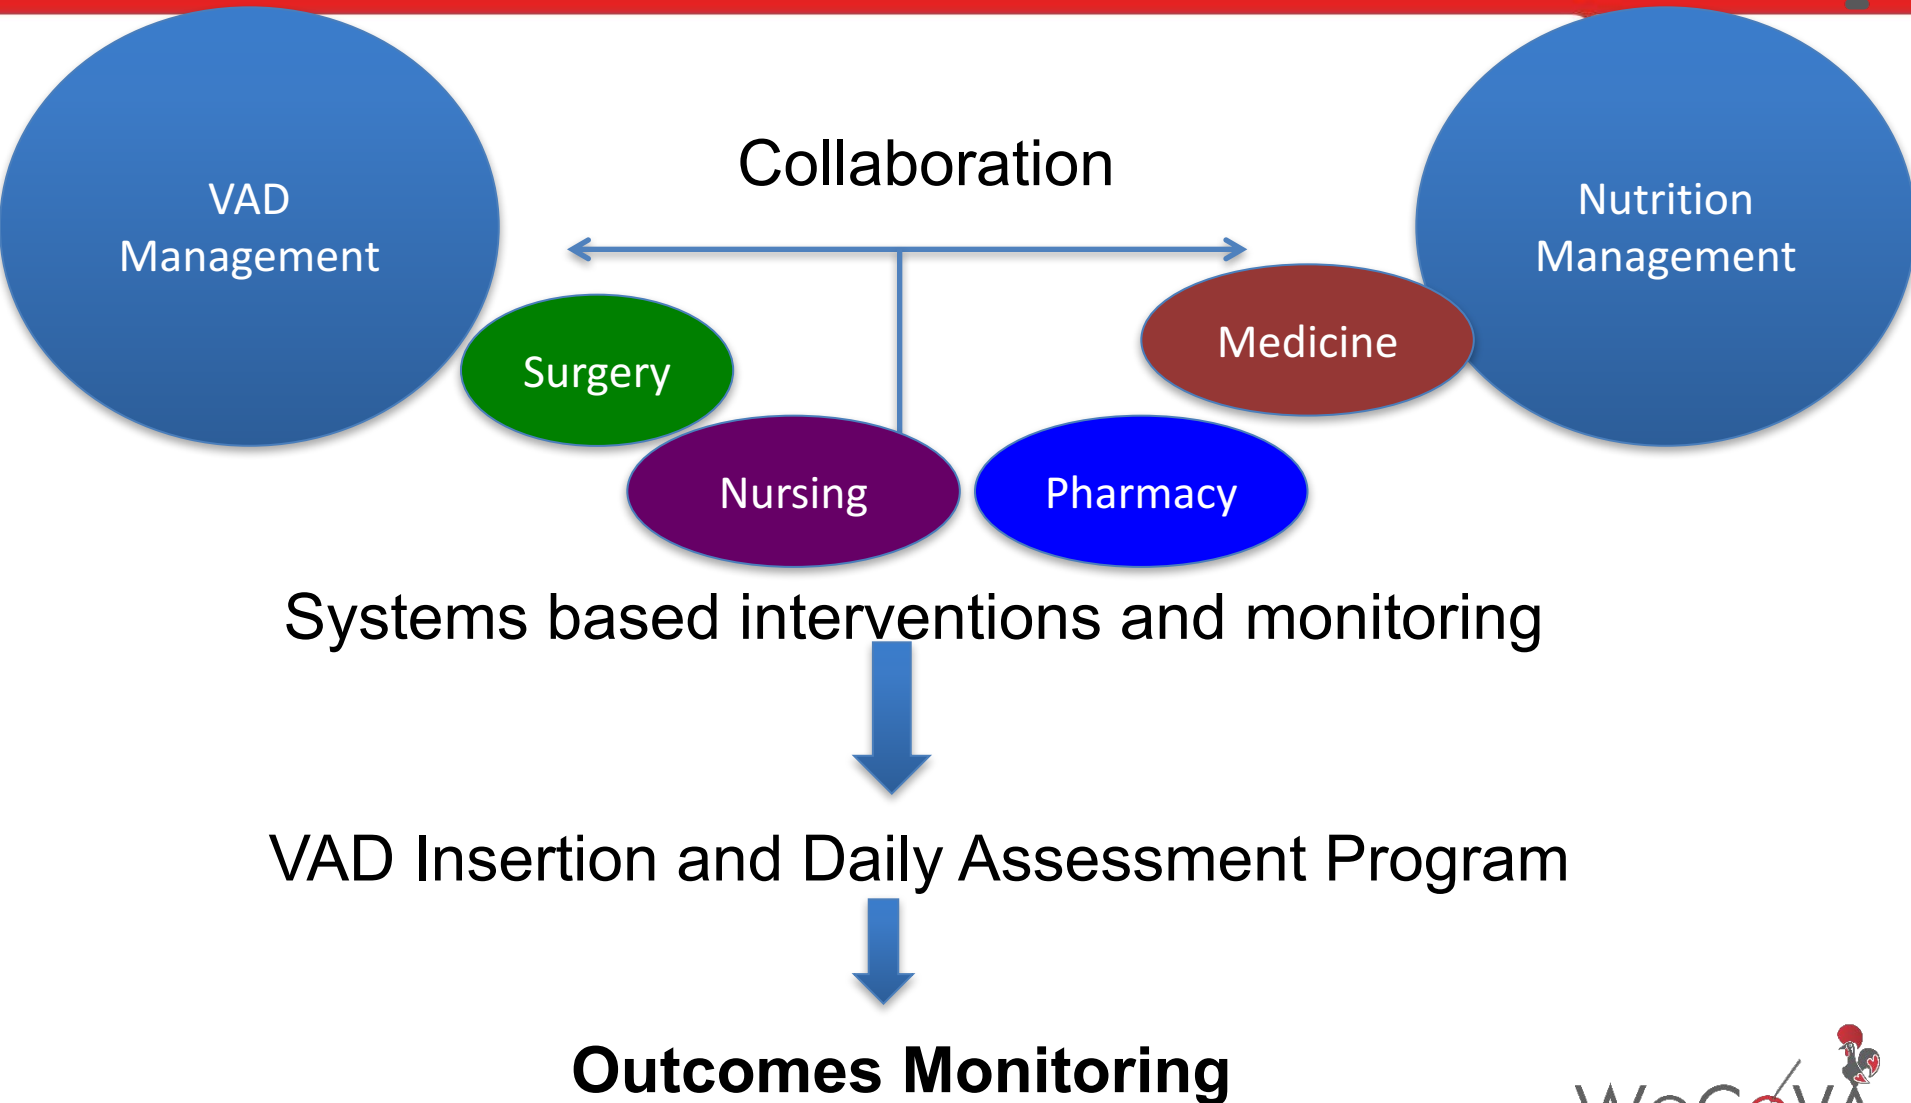 Collaboration
VAD
Management
Nutrition
Management
Surgery
Medicine
Nursing
Pharmacy
Systems based interventions and monitoring
VAD Insertion and Daily Assessment Program
Outcomes Monitoring
WoCoVA